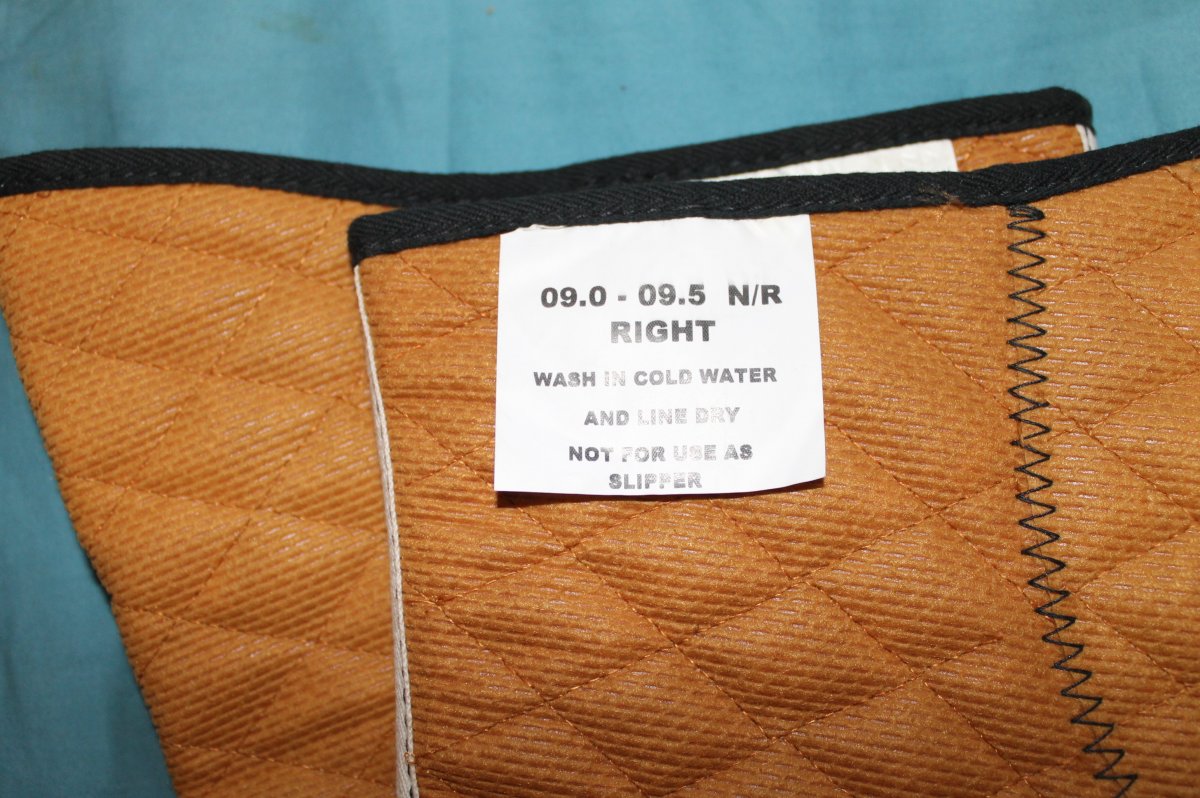 09.0 - 09.5 N/R
RIGHT
WASH IN COLD WATER
AND LINE DRY
NOT FOR USE AS
SLIPPER